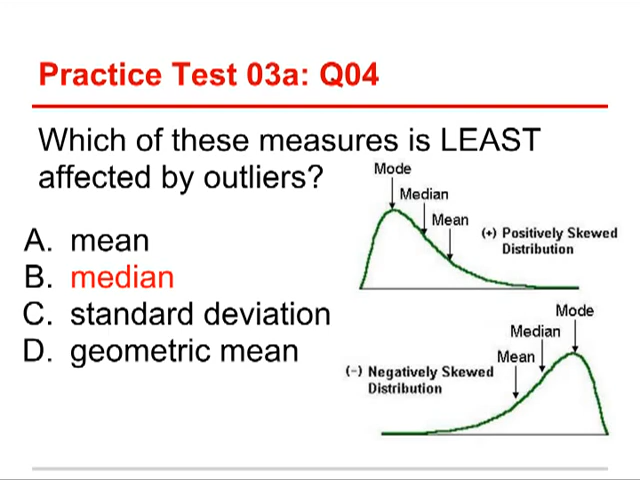 Practice Test 03a: Q04
Which of these measures is LEAST
affected by outliers?
A. mean
B. median
C. standard deviation
D. geometric mean
Mode
Median
Mean
(+) Positively Skewed
Distribution
Mode
Median
Mean
(-) Negatively Skewed
Distribution